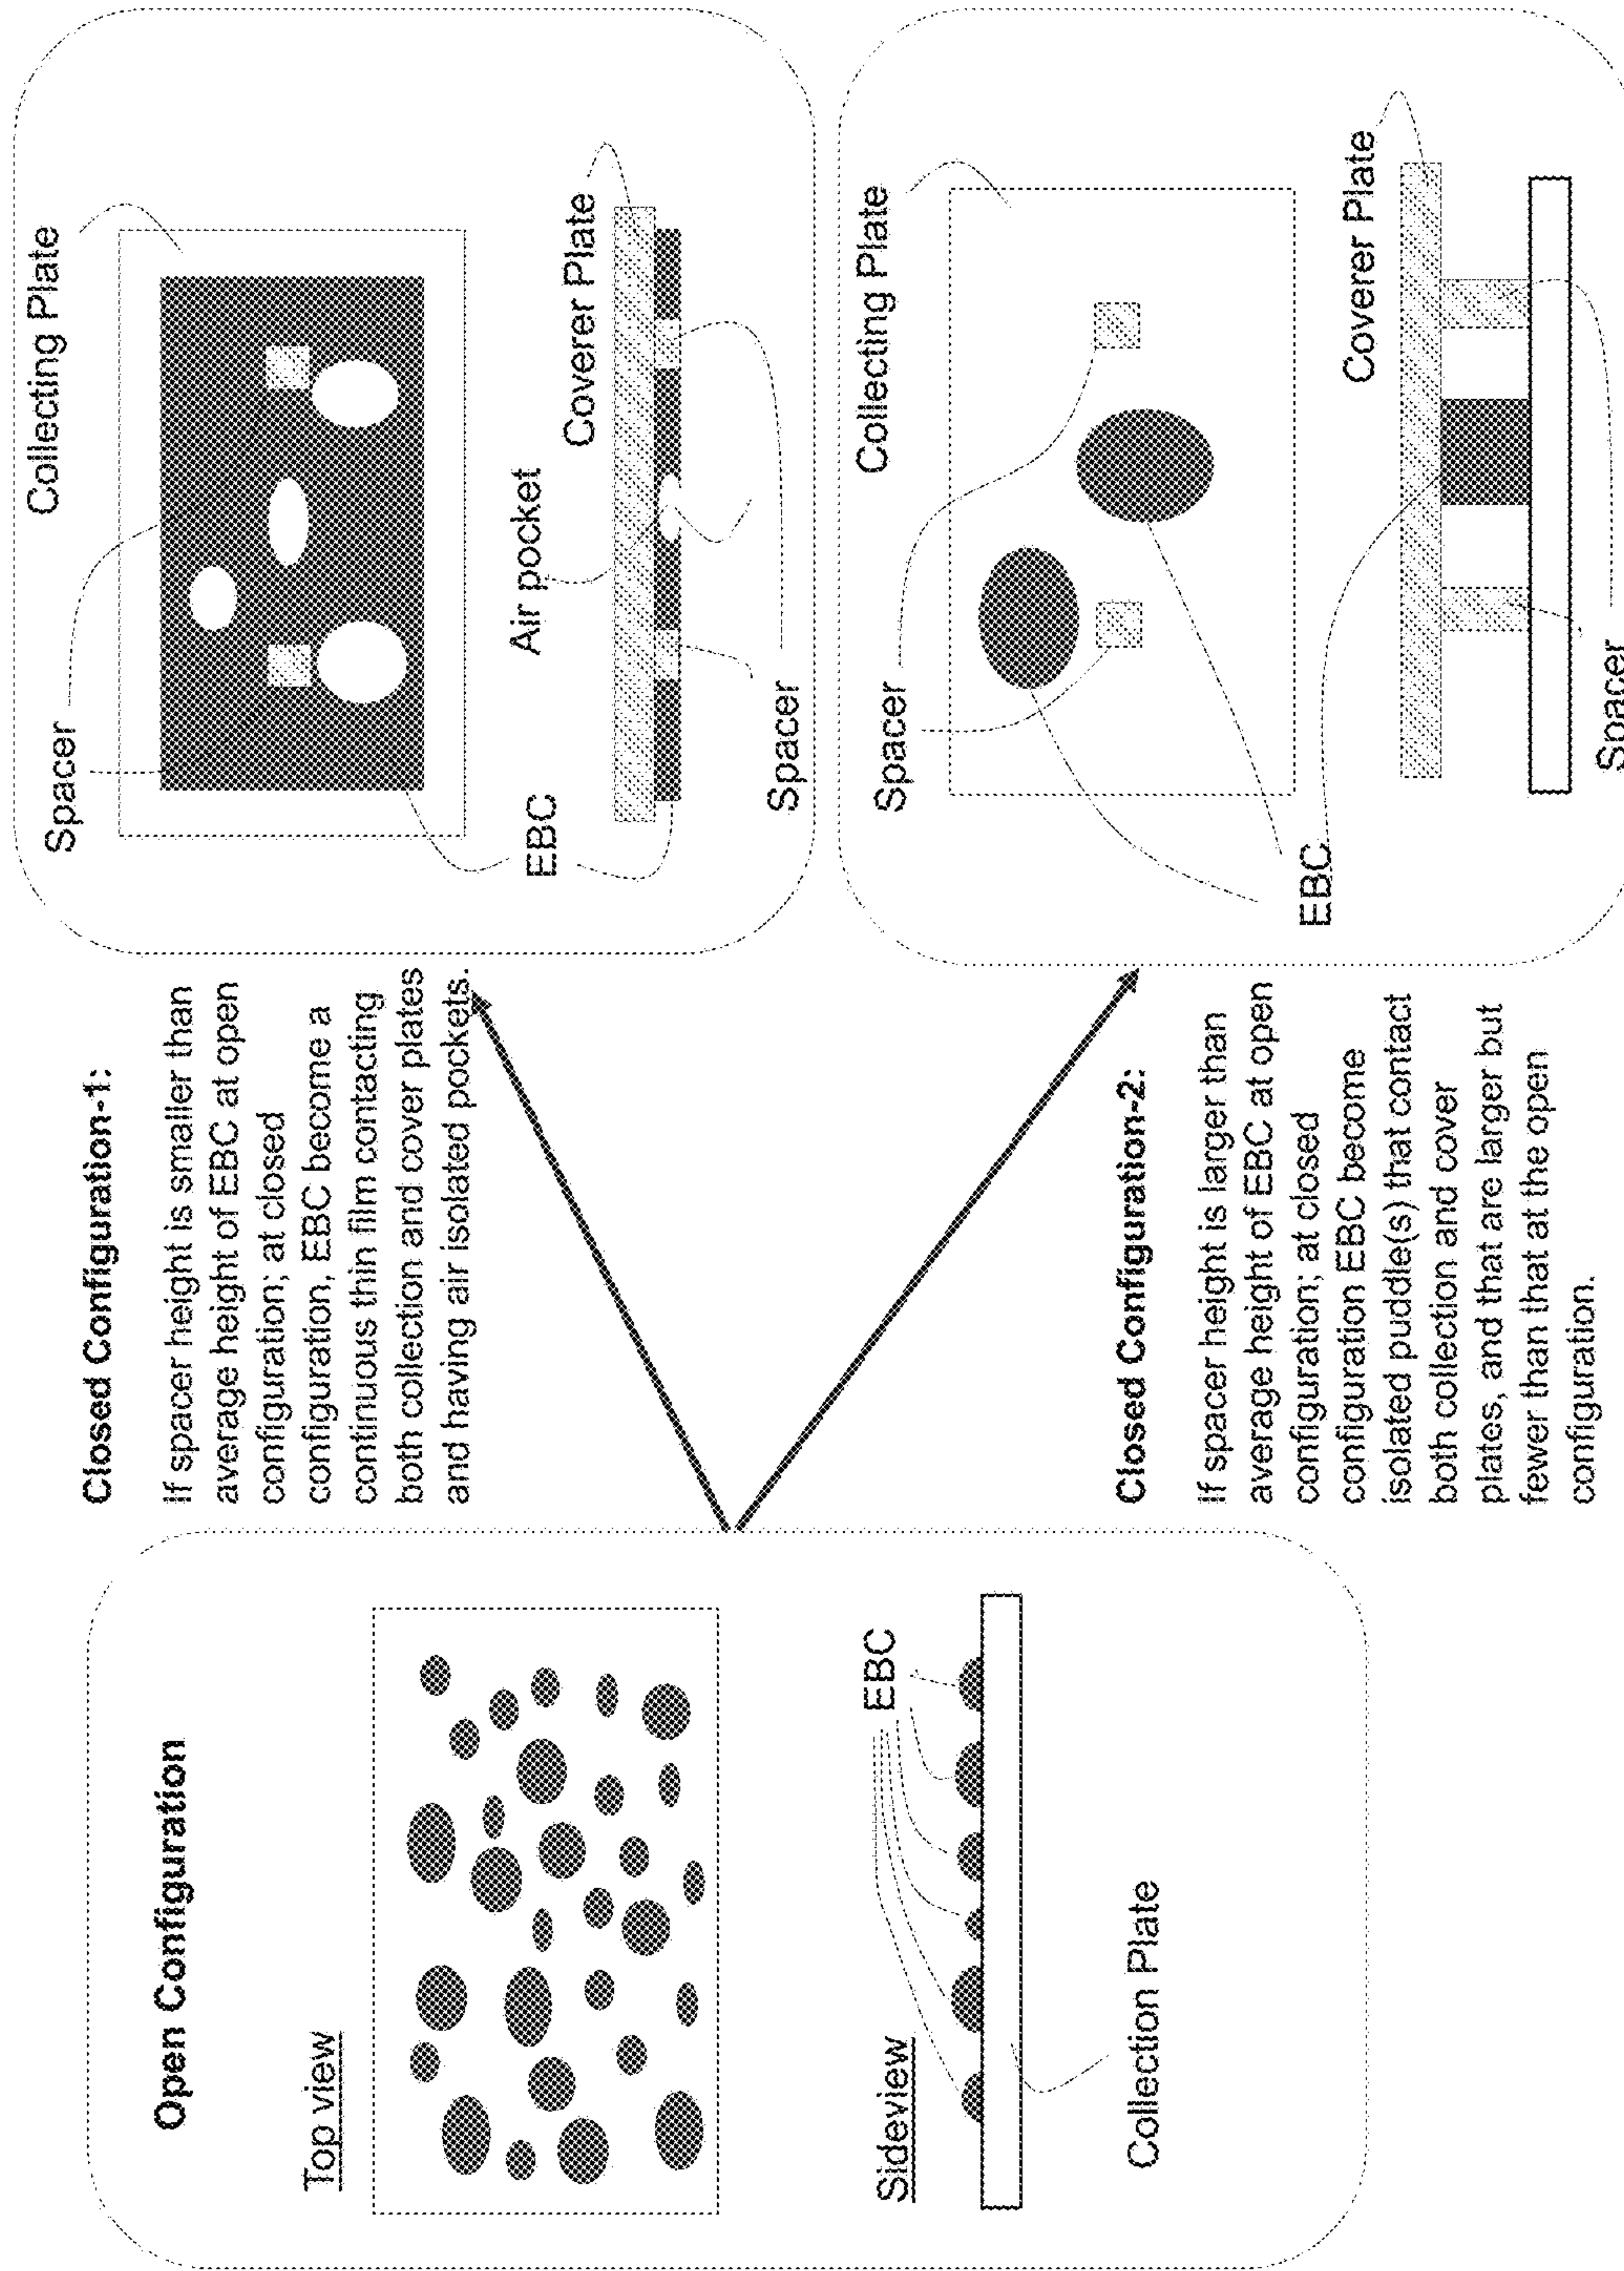 Open Configuration
Top view
Sideview
EBC
Collection Plate
Closed Configuration-1:
If spacer height is smaller than
average height of EBC at open
configuration; at closed
configuration, EBC become a
continuous thin film contacting
both collection and cover plates
and having air isolated pockets.
Closed Configuration-2:
If spacer height is larger than
average height of EBC at open
configuration; at closed
configuration EBC become
isolated puddle(s) that contact
both collection and cover
plates, and that are larger but
fewer than that at the open
configuration.
Spacer
Collecting Plate
EBC
Air pocket
Coverer Plate
Spacer
Spacer
Collecting Plate
EBC
Coverer Plate
Spacer